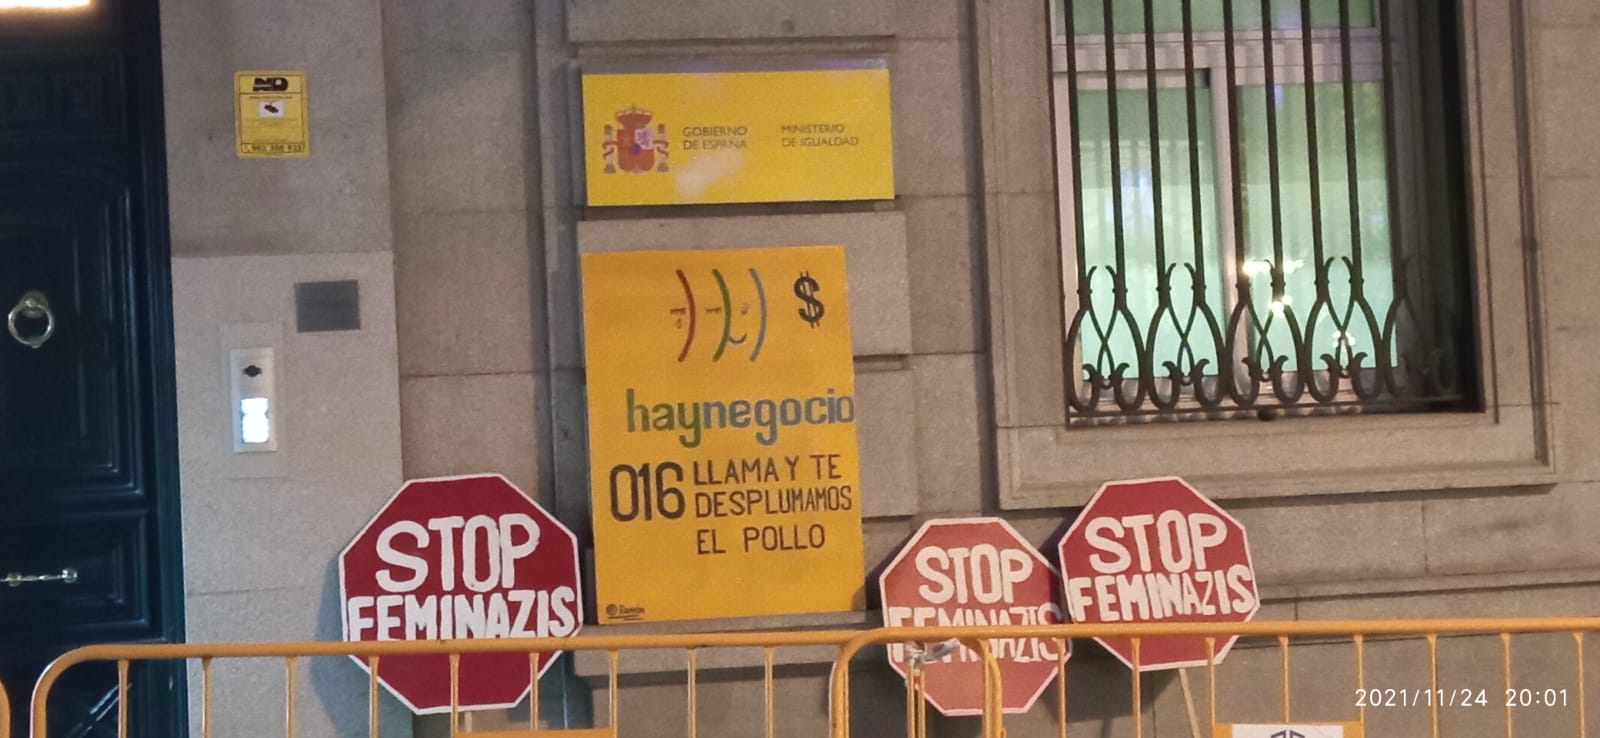 GOBIERNO
DE ESPAÑA
MINISTERIO
DE IGUALDAD
$
haynegocio
016 LLAMA Y TE
DESPLUMAMOS
EL POLLO
Ramón
STOP
FEMINAZIS
STOP
FEMINAZIS
STOP
FEMINAZIS
2021/11/24 20:01